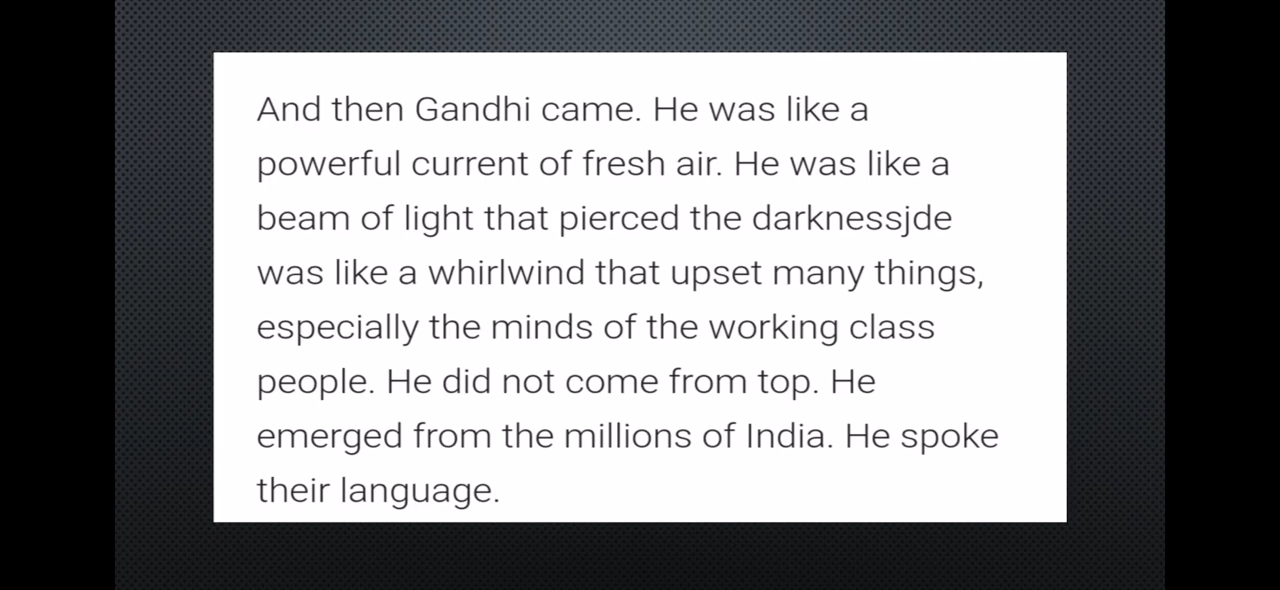 And then Gandhi came. He was like a
powerful current of fresh air. He was like a
beam of light that pierced the darknessjde
was like a whirlwind that upset many things,
especially the minds of the working class
people. He did not come from top. He
emerged from the millions of India. He spoke
their language.